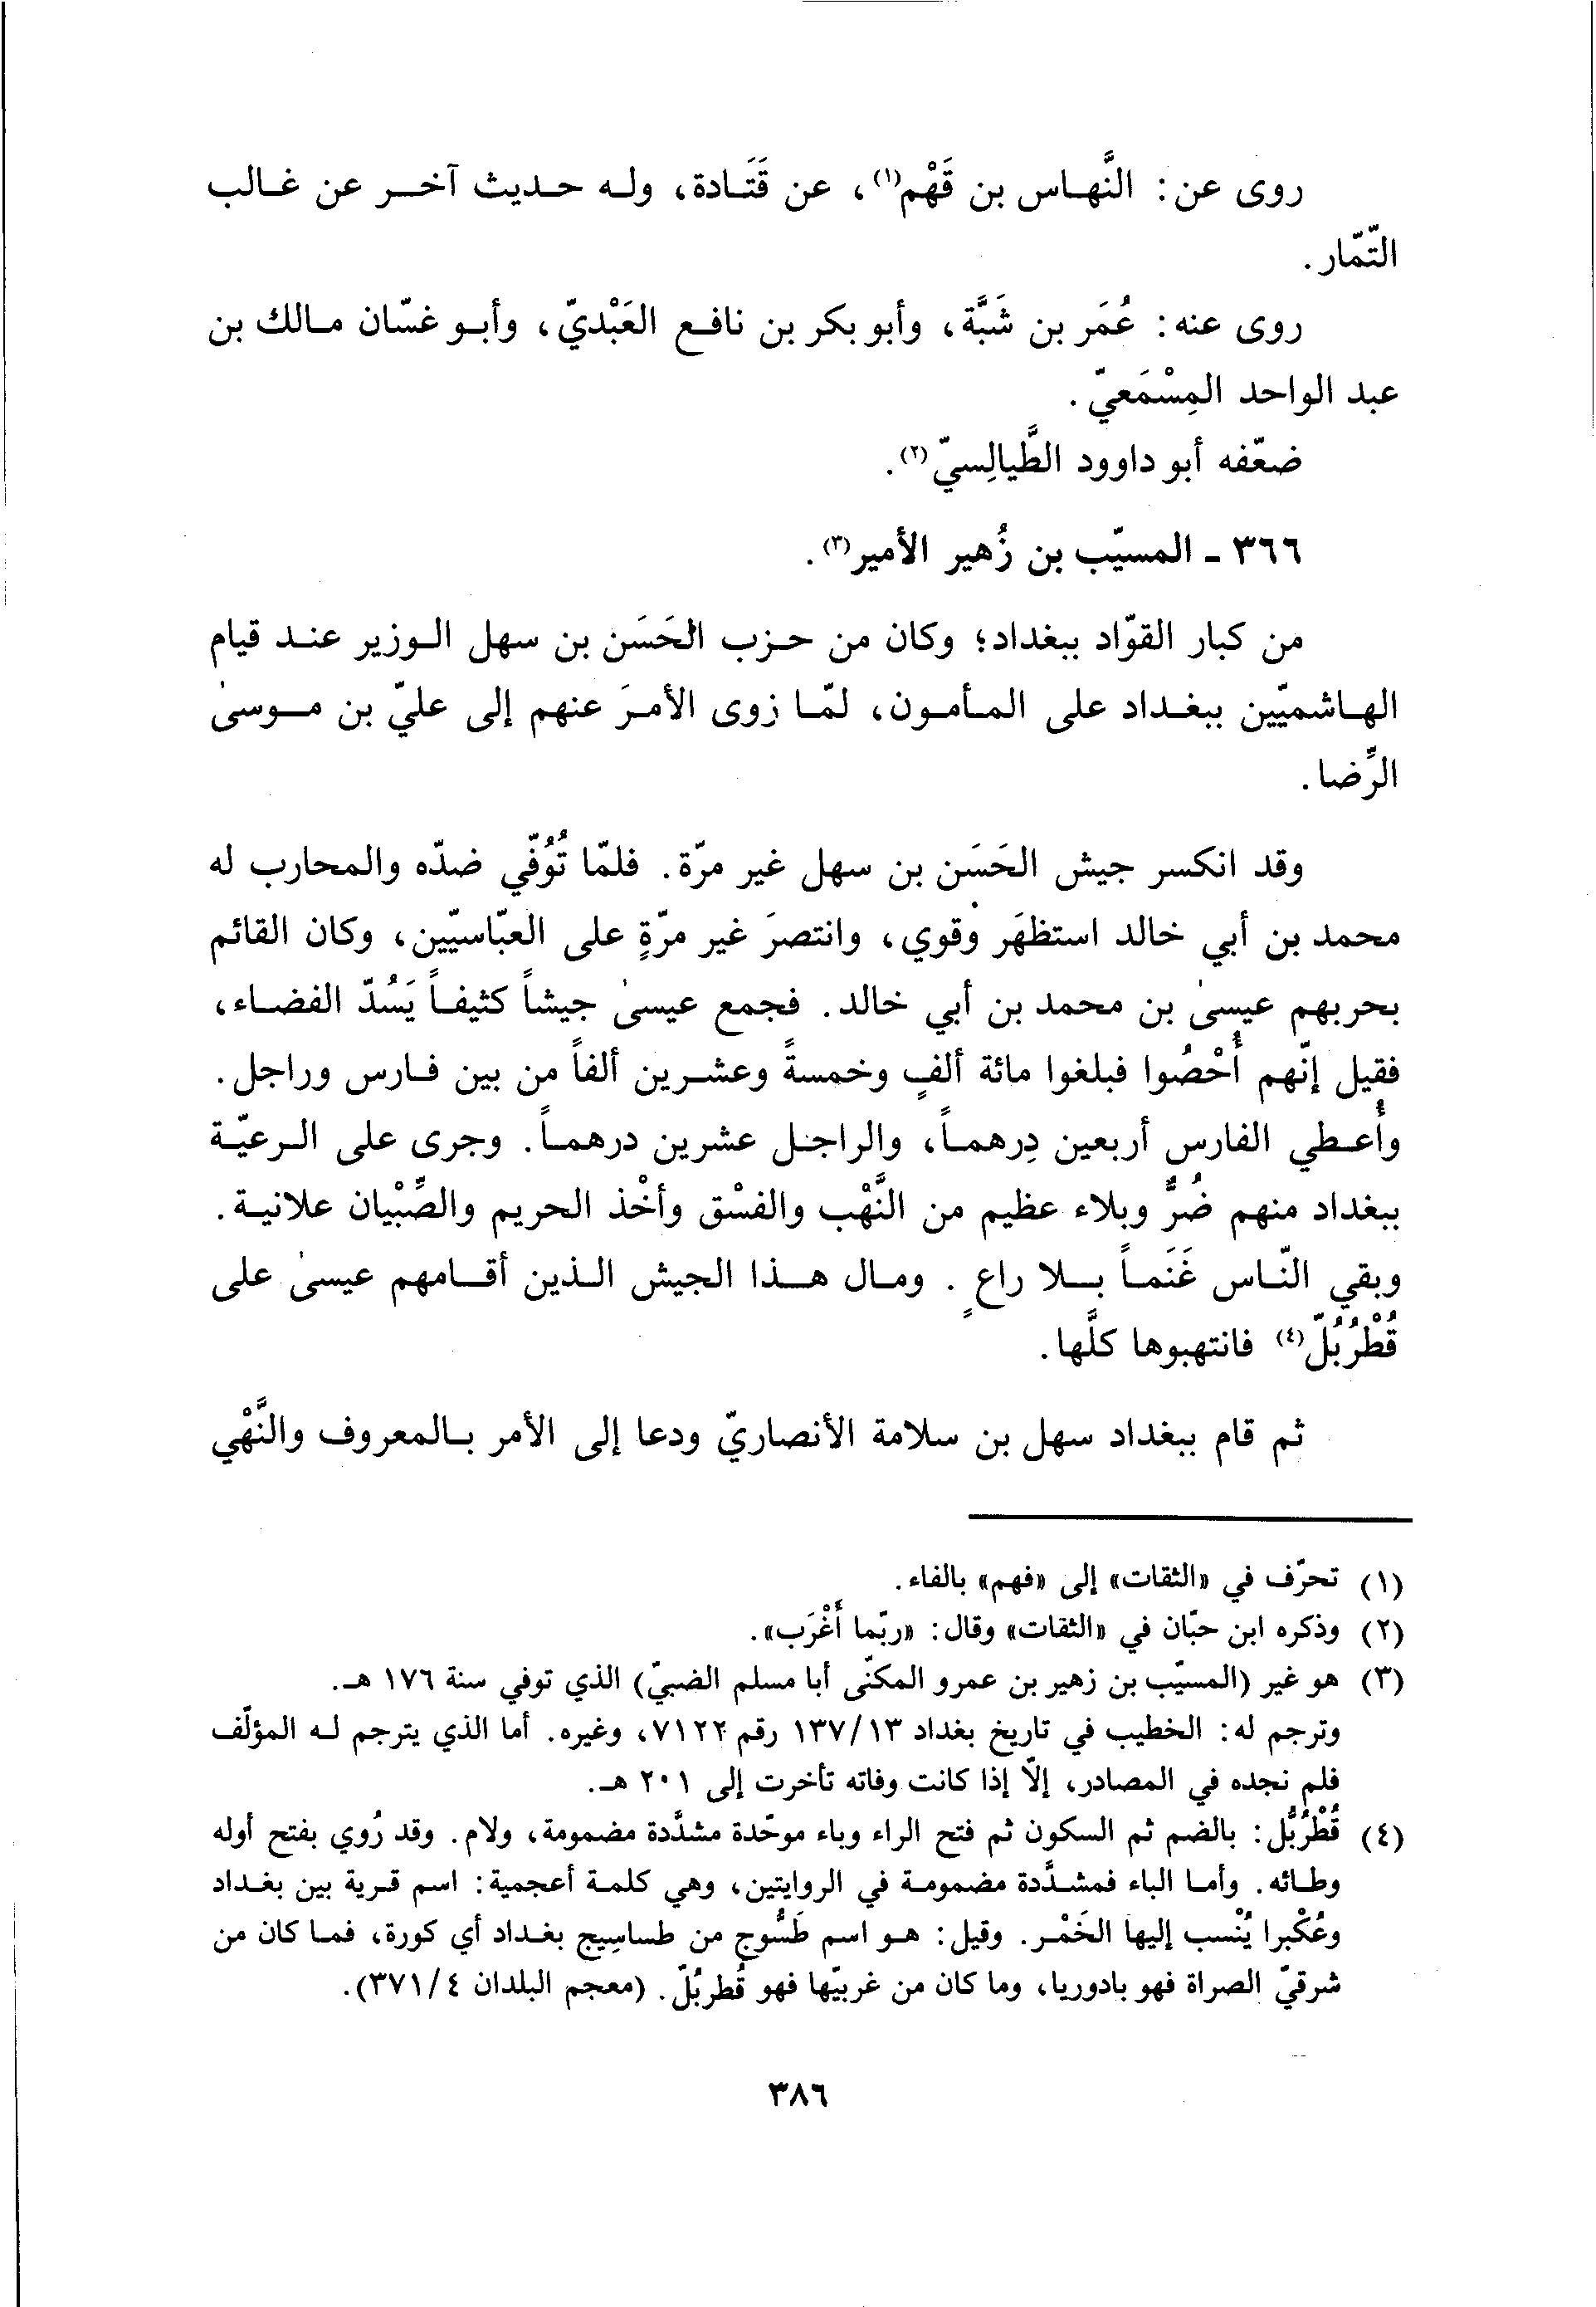 روى عن: النَّهاس بن قَهْم(١)، عن قَتَادة، وله حديث آخر عن غالب
التّمّار.
روى عنه: عُمَر بن شَبَّة، وأبو بكر بن نافع العَبْديّ، وأبو غسّان مالك بن
عبد الواحد المِسْمَعيّ.
ضعّفه أبو داوود الطَّيالِسيّ(٢).
٣٦٦ - المسيّب بن زُهير الأمير(٣).
من كبار القوّاد ببغداد؛ وكان من حزب الحَسَن بن سهل الوزير عند قيام
الهاشميّين ببغداد على المأمون، لمّا زوى الأمرَ عنهم إلى عليّ بن موسىٰ
الرِّضا.
وقد انكسر جيش الحَسَن بن سهل غير مرّة. فلمّا تُوُفّي ضدّه والمحارب له
محمد بن أبي خالد استظهَر وقوي، وانتصرَ غير مرّةٍ على العبّاسيّين، وكان القائم
بحربهم عيسىٰ بن محمد بن أبي خالد. فجمع عيسىٰ جيشاً كثيفاً يَسُدّ الفضاء،
فقيل إنّهم أُحْصُوا فبلغوا مائة ألفٍ وخمسةً وعشرين ألفاً من بين فارس وراجل.
وأُعطي الفارس أربعين دِرهماً، والراجل عشرين درهماً. وجرى على الرعيّة
ببغداد منهم ضُرٌّ وبلاء عظيم من النَّهْب والفسْق وأخْذ الحريم والصِّبْيان علانية.
وبقي النّاس غَنَماً بلا راعٍ. ومال هذا الجيش الذين أقامهم عيسىٰ على
قُطْرُبُلّ(٤) فانتهبوها كلَّها.
ثم قام ببغداد سهل بن سلامة الأنصاريّ ودعا إلى الأمر بالمعروف والنَّهْي
(١) تحرّف في «الثقات» إلى «فهم» بالفاء.
(٢) وذكره ابن حبّان في «الثقات» وقال: «ربّما أَغْرَب».
(٣) هو غير (المسيّب بن زهير بن عمرو المكنّى أبا مسلم الضبيّ) الذي توفي سنة ١٧٦ هـ.
وترجم له: الخطيب في تاريخ بغداد ١٣/١٣٧ رقم ٧١٢٢، وغيره. أما الذي يترجم له المؤلّف
فلم نجده في المصادر، إلّا إذا كانت وفاته تأخرت إلى ٢٠١ هـ.
(٤) قُطْرُبُّل: بالضم ثم السكون ثم فتح الراء وباء موحّدة مشدَّدة مضمومة، ولام. وقد رُوي بفتح أوله
وطائه. وأما الباء فمشدَّدة مضمومة في الروايتين، وهي كلمة أعجمية: اسم قرية بين بغداد
وعُكْبرا يُنْسب إليها الخَمْر. وقيل: هو اسم طَسُّوج من طساسِيج بغداد أي كورة، فما كان من
شرقيّ الصراة فهو بادوريا، وما كان من غربيّها فهو قُطربُلّ. (معجم البلدان ٤/٣٧١).
٣٨٦